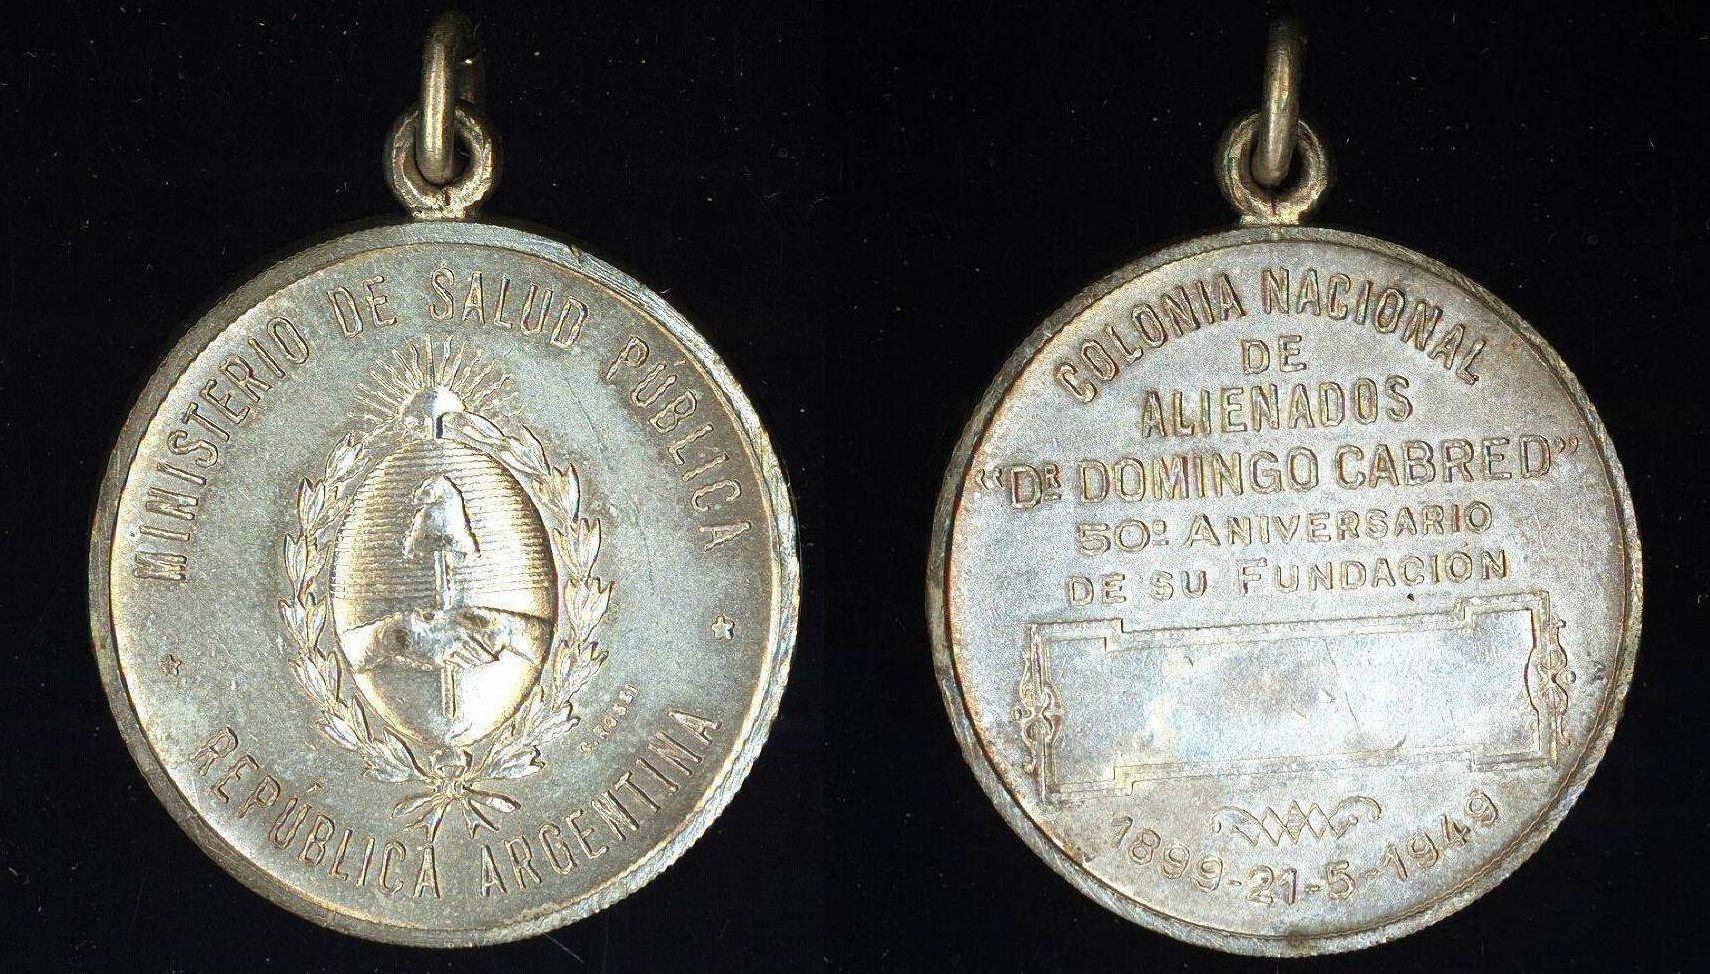 MINISTERIO DE SALUD PÚBLICA
REPÚBLICA ARGENTINA
C. ROSSI
COLONIA NACIONAL
DE
ALIENADOS
"DR DOMINGO CABRED"
50º ANIVERSARIO
DE SU FUNDACIÓN
1899-21-5-1949